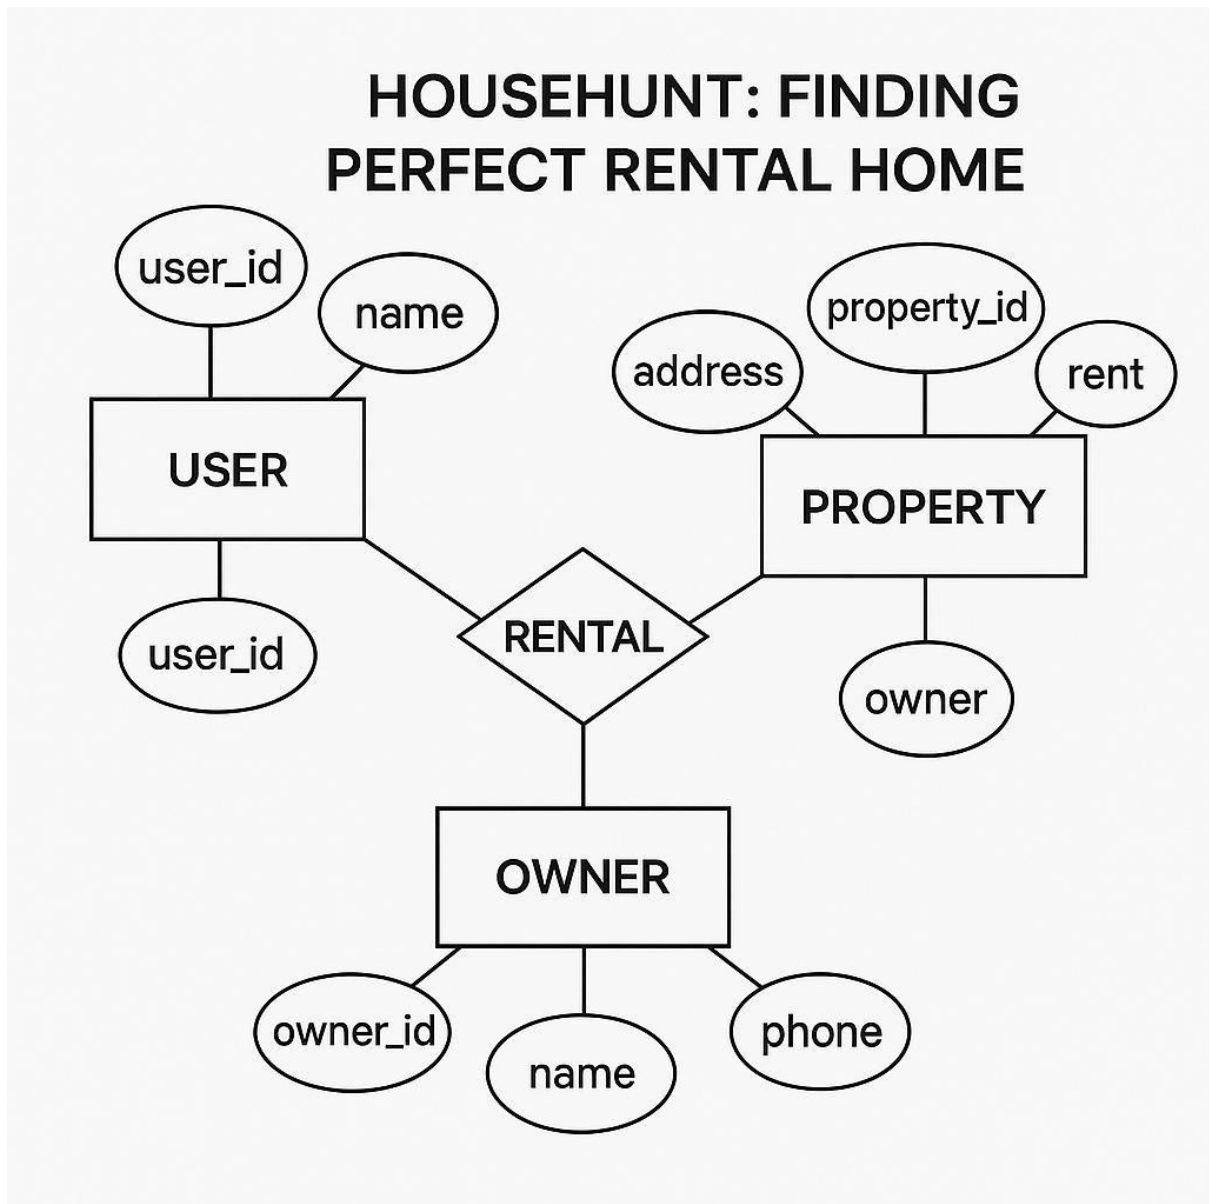 HOUSEHUNT: FINDING
PERFECT RENTAL HOME
user_id
name
address
property_id
rent
USER
PROPERTY
user_id
RENTAL
owner
OWNER
owner_id
name
phone